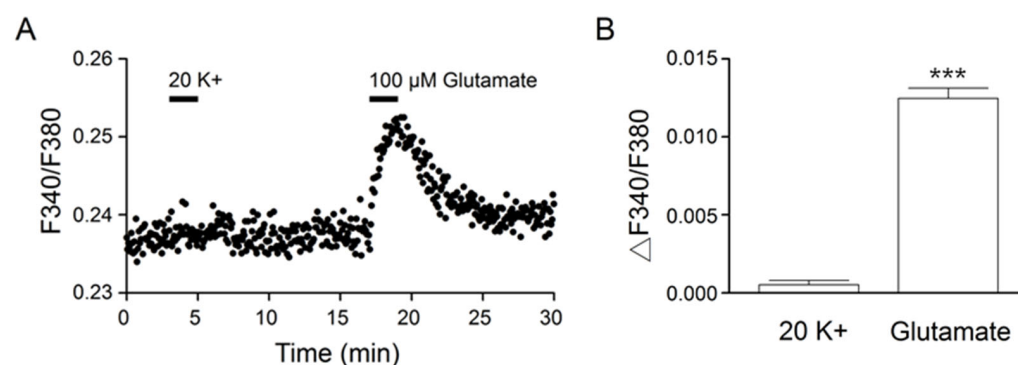 A
0.26
0.25
0.24
0.23
F340/F380
20 K+
100 µM Glutamate
0 5 10 15 20 25 30
Time (min)
B
0.015
0.010
0.005
0.000
△F340/F380
***
20 K+ Glutamate